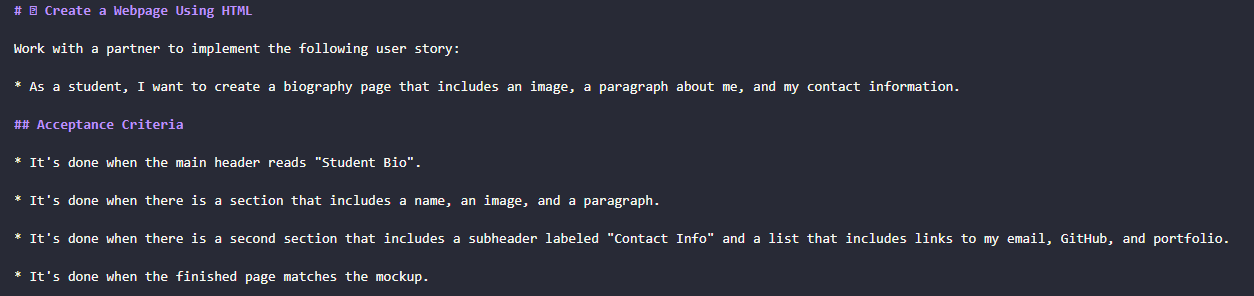 # Create a Webpage Using HTML
Work with a partner to implement the following user story:
* As a student, I want to create a biography page that includes an image, a paragraph about me, and my contact information.
## Acceptance Criteria
* It's done when the main header reads "Student Bio".
* It's done when there is a section that includes a name, an image, and a paragraph.
* It's done when there is a second section that includes a subheader labeled "Contact Info" and a list that includes links to my email, GitHub, and portfolio.
* It's done when the finished page matches the mockup.